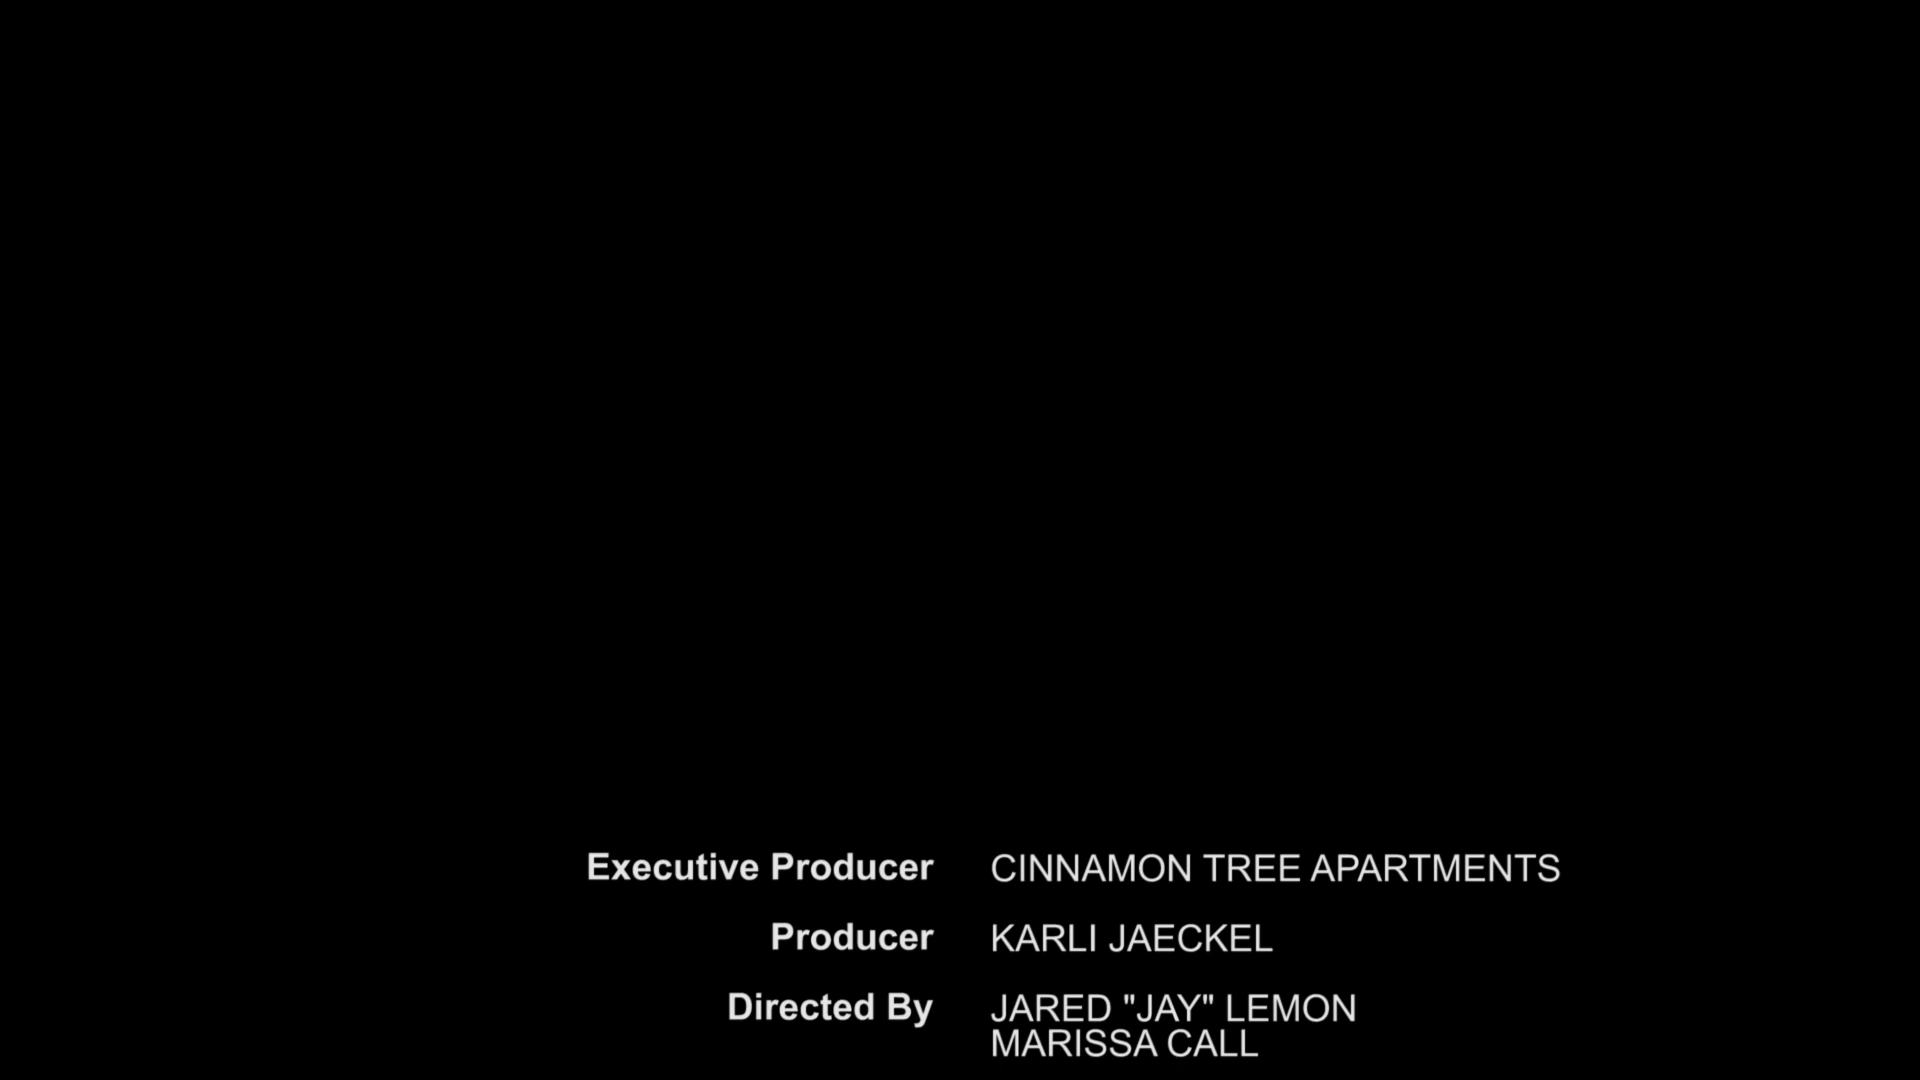 Executive Producer CINNAMON TREE APARTMENTS
Producer KARLI JAECKEL
Directed By JARED "JAY" LEMON
MARISSA CALL